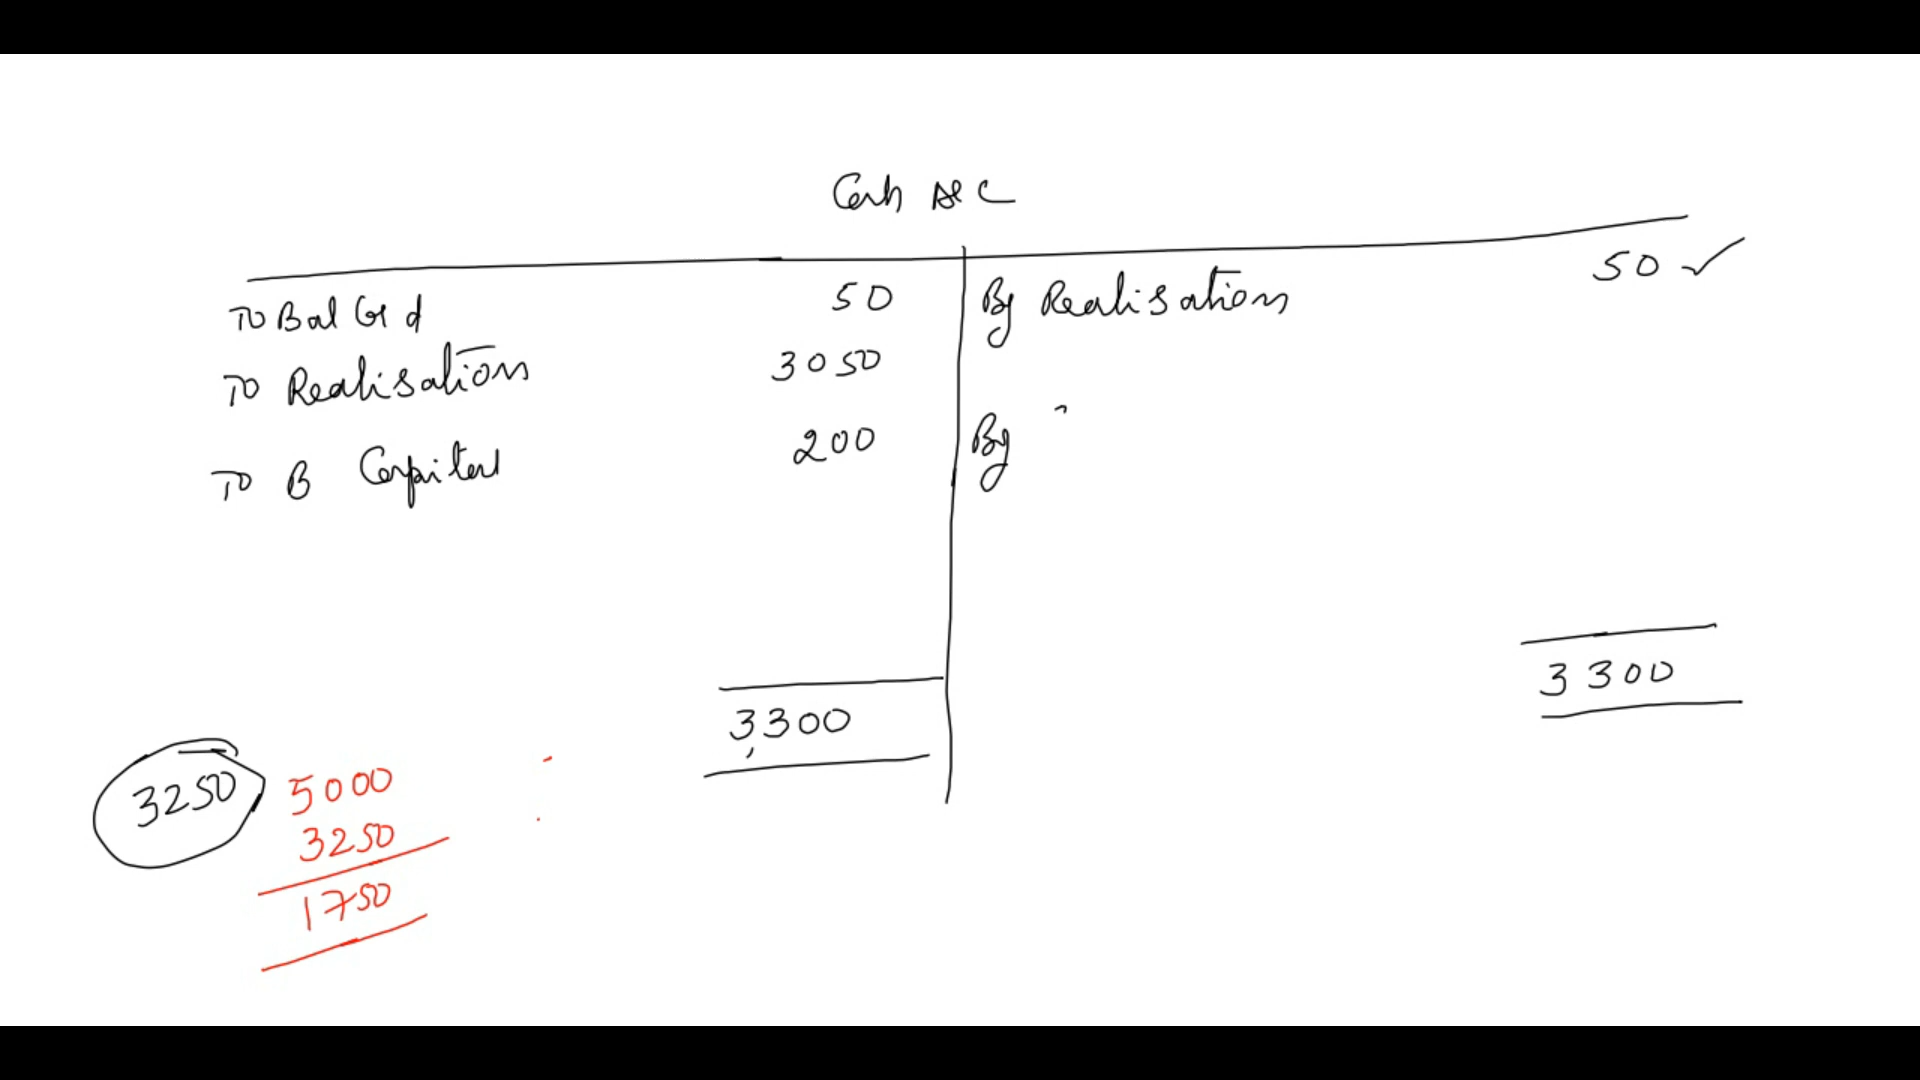 Cash A/C
To Bal b/d 50 By Realisation 50 ✓
To Realisation 3050
To B Capital 200 By
3300 3300
3250 5000
3250
1750